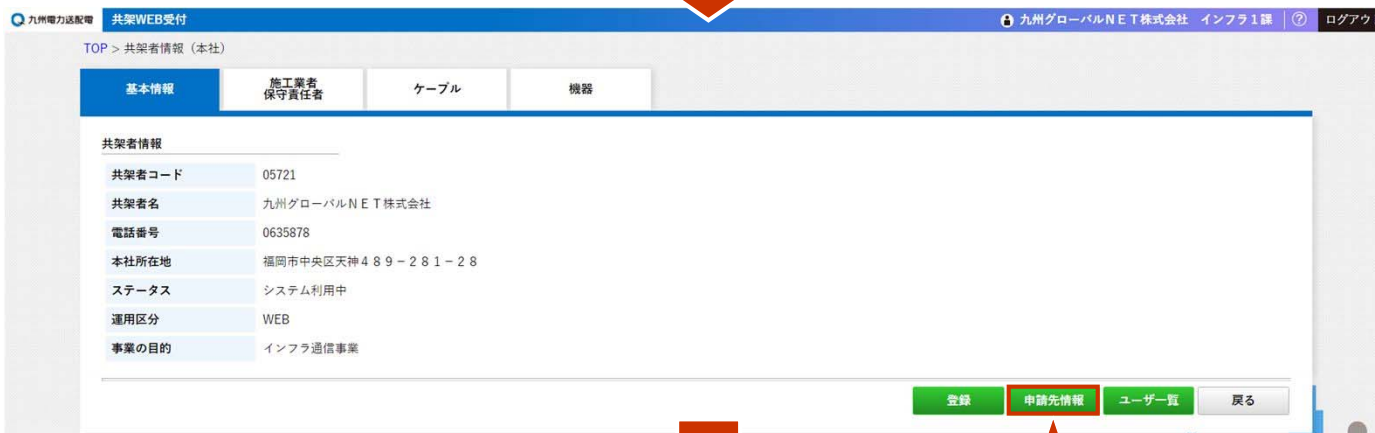 九州電力送配電 共架WEB受付 九州グローバルＮＥＴ株式会社 インフラ１課 ? ログアウ
TOP > 共架者情報（本社）
基本情報
施工業者
保守責任者
ケーブル
機器
共架者情報
共架者コード 05721
共架者名 九州グローバルＮＥＴ株式会社
電話番号 0635878
本社所在地 福岡市中央区天神４８９－２８１－２８
ステータス システム利用中
運用区分 WEB
事業の目的 インフラ通信事業
登録 申請先情報 ユーザ一覧 戻る